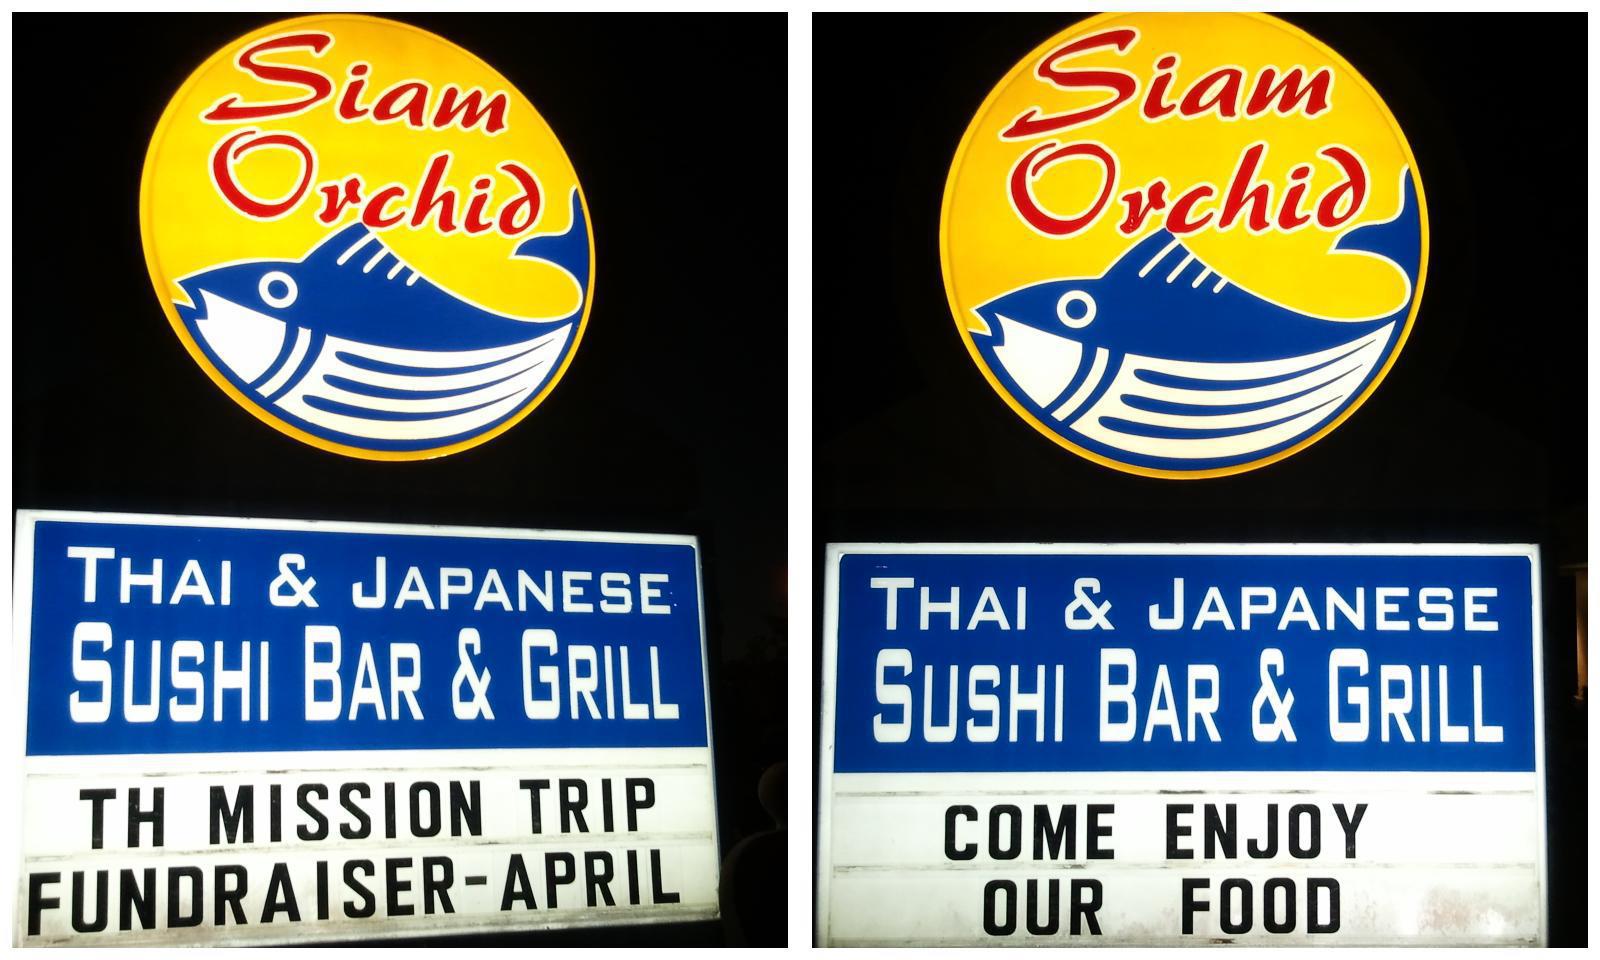 Siam
Orchid
THAI & JAPANESE
SUSHI BAR & GRILL
TH MISSION TRIP
FUNDRAISER-APRIL
Siam
Orchid
THAI & JAPANESE
SUSHI BAR & GRILL
COME ENJOY
OUR FOOD